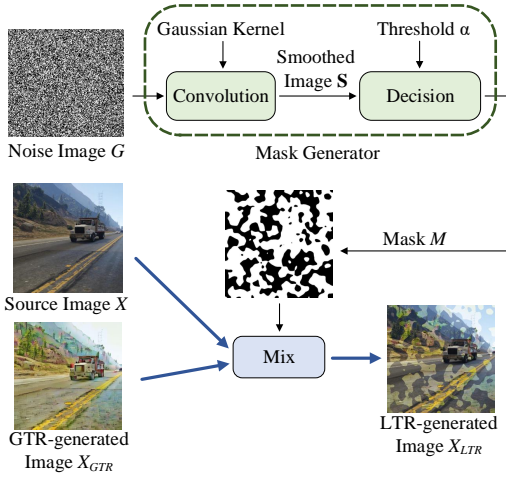 Gaussian Kernel
Threshold α
Smoothed
Image S
Convolution
Decision
Noise Image G
Mask Generator
Mask M
Source Image X
Mix
GTR-generated
Image X_GTR
LTR-generated
Image X_LTR